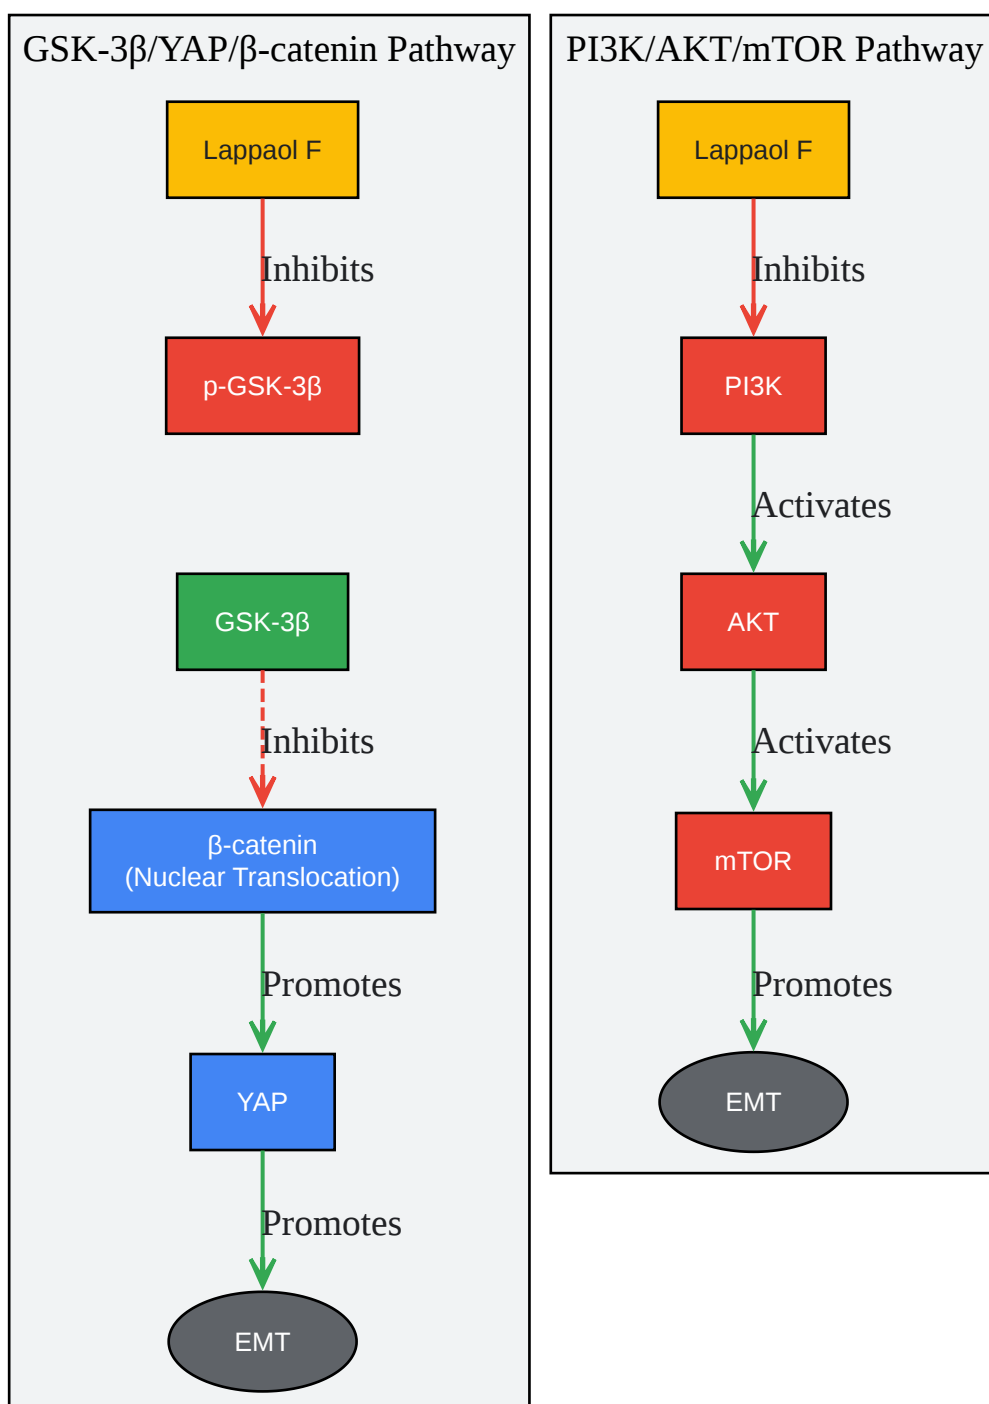 GSK-3β/YAP/β-catenin Pathway
Lappaol F
Inhibits
p-GSK-3β
GSK-3β
Inhibits
β-catenin
(Nuclear Translocation)
Promotes
YAP
Promotes
EMT
PI3K/AKT/mTOR Pathway
Lappaol F
Inhibits
PI3K
Activates
AKT
Activates
mTOR
Promotes
EMT